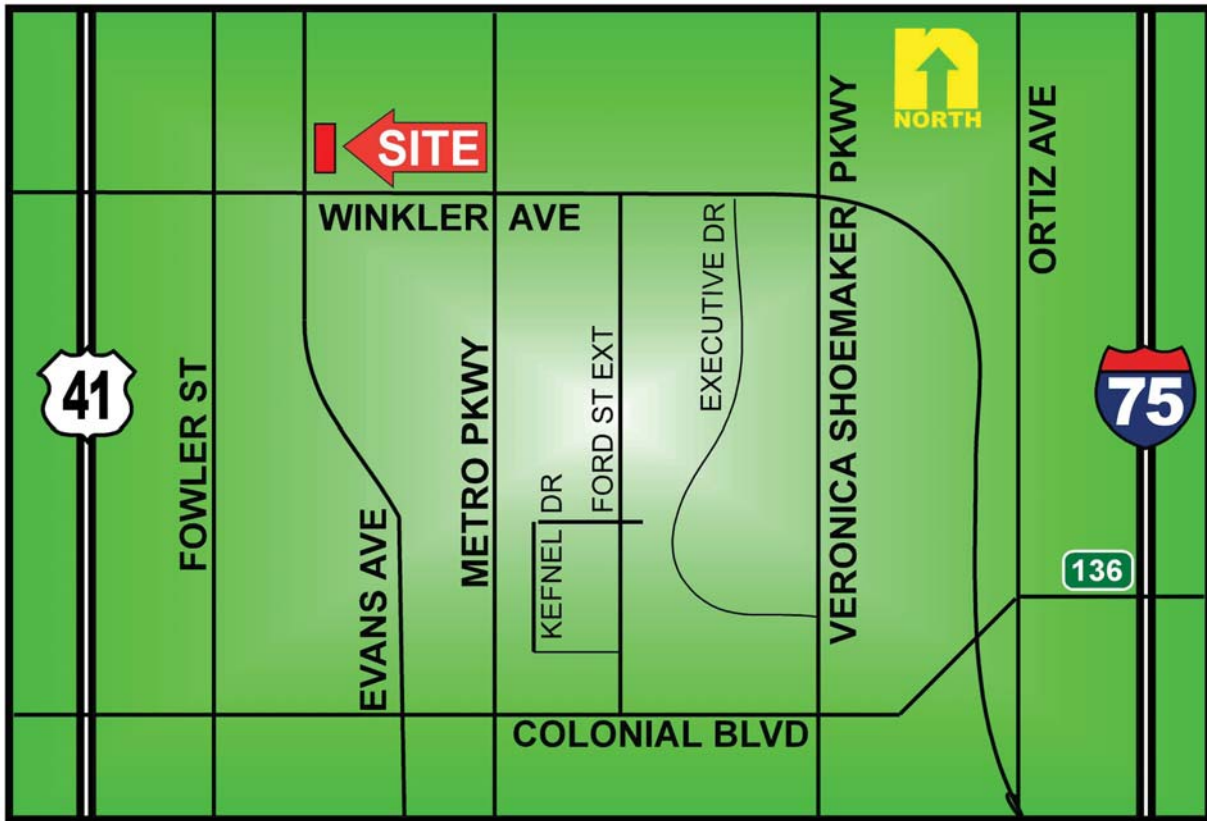 n
NORTH
SITE
WINKLER AVE
VERONICA SHOEMAKER PKWY
ORTIZ AVE
EXECUTIVE DR
FORD ST EXT
METRO PKWY
FOWLER ST
41
75
KEFNEL DR
EVANS AVE
136
COLONIAL BLVD